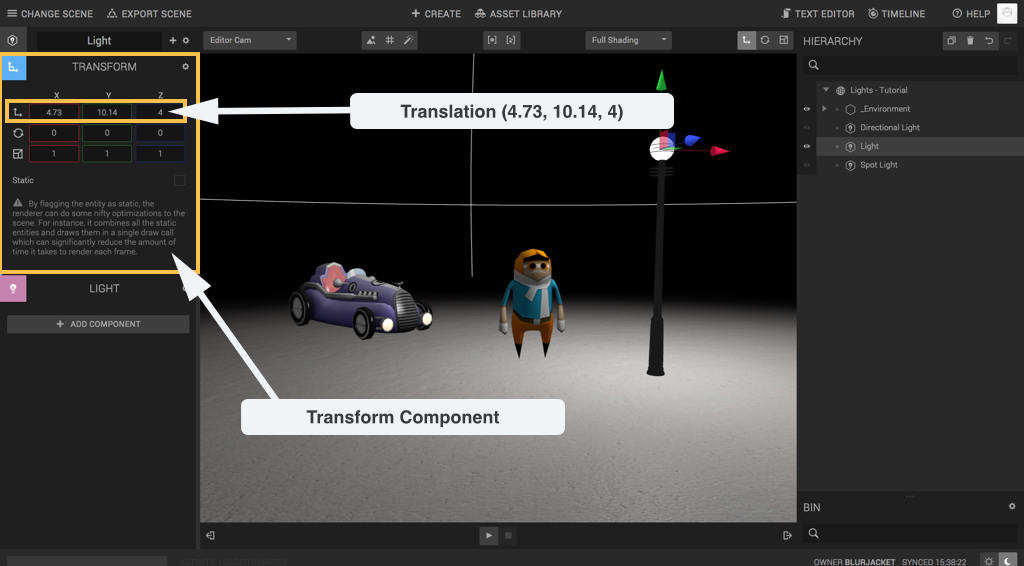 CHANGE SCENE
EXPORT SCENE
CREATE
ASSET LIBRARY
TEXT EDITOR
TIMELINE
HELP
Light
Editor Cam
Full Shading
HIERARCHY
TRANSFORM
X Y Z
4.73 10.14 4
0 0 0
1 1 1
Static
By flagging the entity as static, the
renderer can do some nifty optimizations to the
scene. For instance, it combines all the static
entities and draws them in a single draw call
which can significantly reduce the amount of
time it takes to render each frame.
LIGHT
+ ADD COMPONENT
Translation (4.73, 10.14, 4)
Transform Component
Lights - Tutorial
_Environment
Directional Light
Light
Spot Light
BIN
OWNER BLURJACKET SYNCED 15:38:22